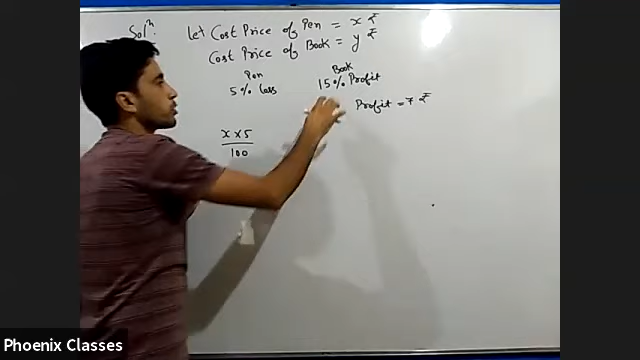 Solⁿ. Let Cost Price of Pen = x ₹
Cost Price of Book = y ₹
Pen Book
5% Loss 15% Profit
Profit = 7 ₹
x × 5
100
Phoenix Classes